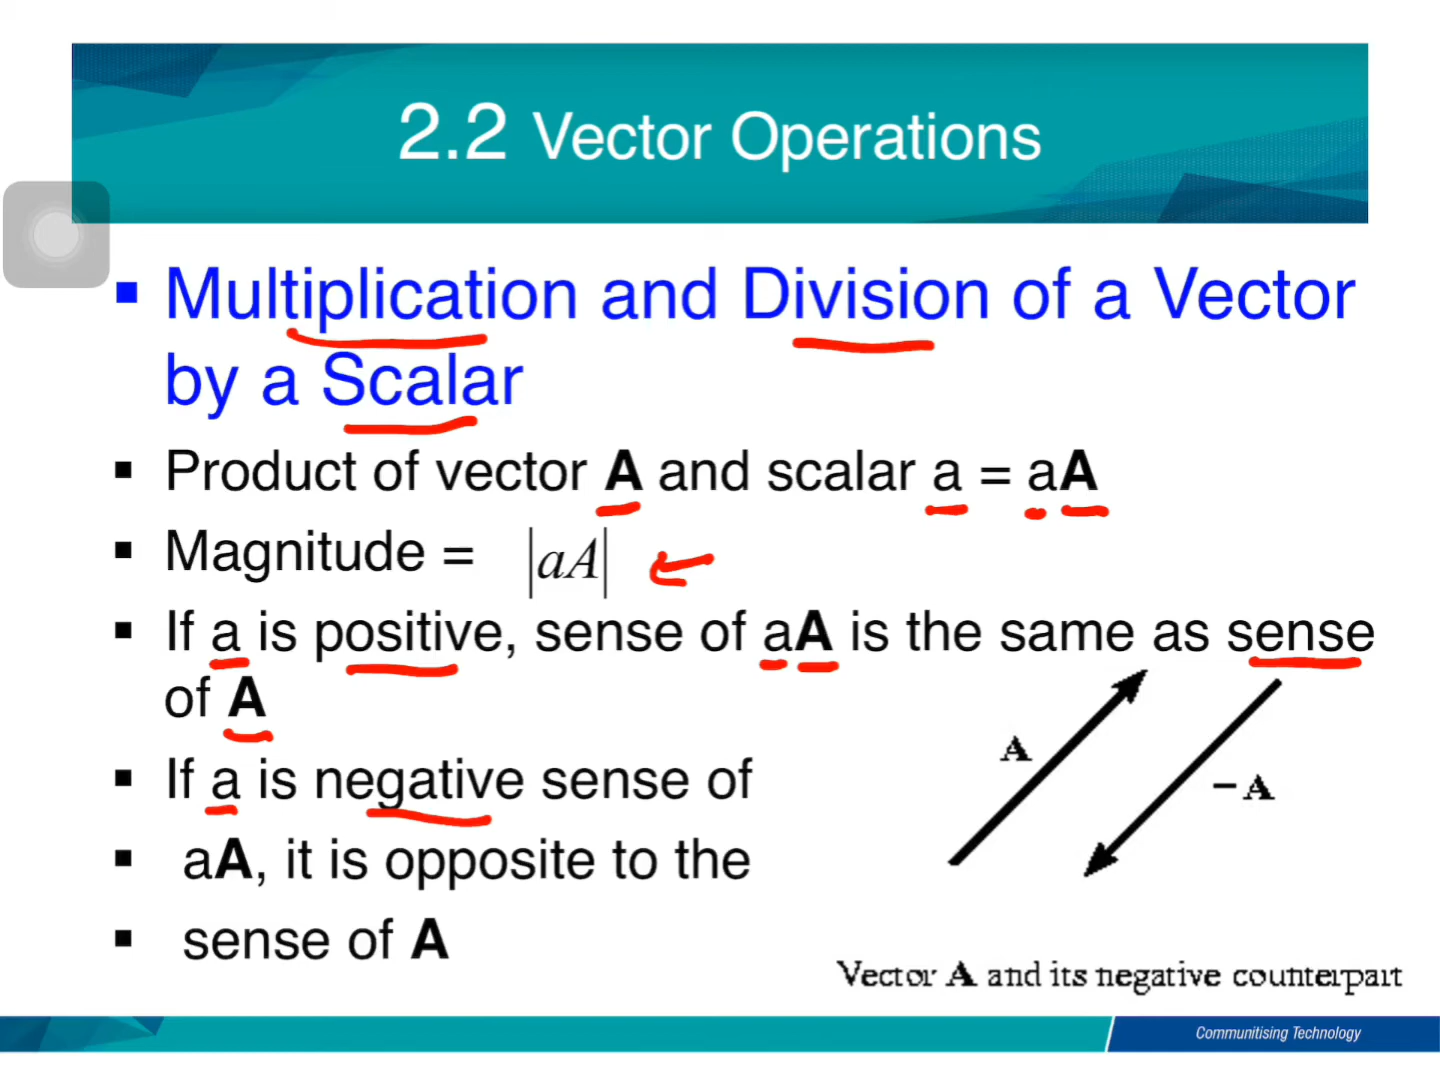 2.2 Vector Operations
▪ Multiplication and Division of a Vector
by a Scalar
▪ Product of vector A and scalar a = aA
▪ Magnitude = |aA|
▪ If a is positive, sense of aA is the same as sense
of A
▪ If a is negative sense of
▪ aA, it is opposite to the
▪ sense of A
A
– A
Vector A and its negative counterpart
Communitising Technology